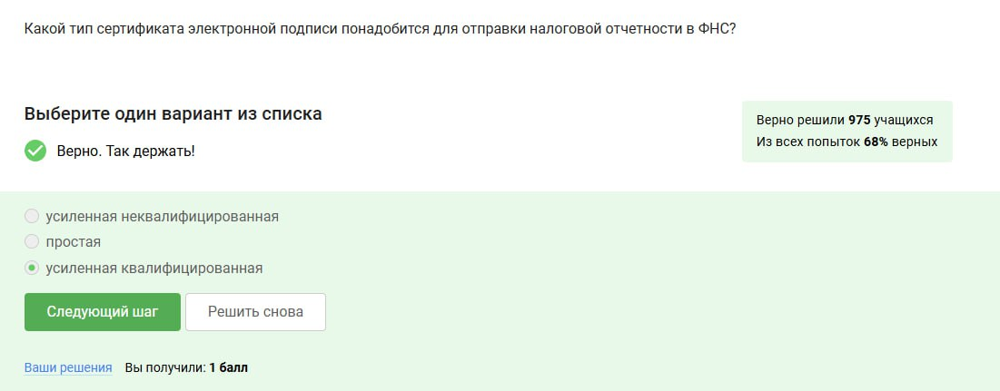 Какой тип сертификата электронной подписи понадобится для отправки налоговой отчетности в ФНС?
Выберите один вариант из списка
Верно. Так держать!
Верно решили 975 учащихся
Из всех попыток 68% верных
усиленная неквалифицированная
простая
усиленная квалифицированная
Следующий шаг
Решить снова
Ваши решения
Вы получили: 1 балл